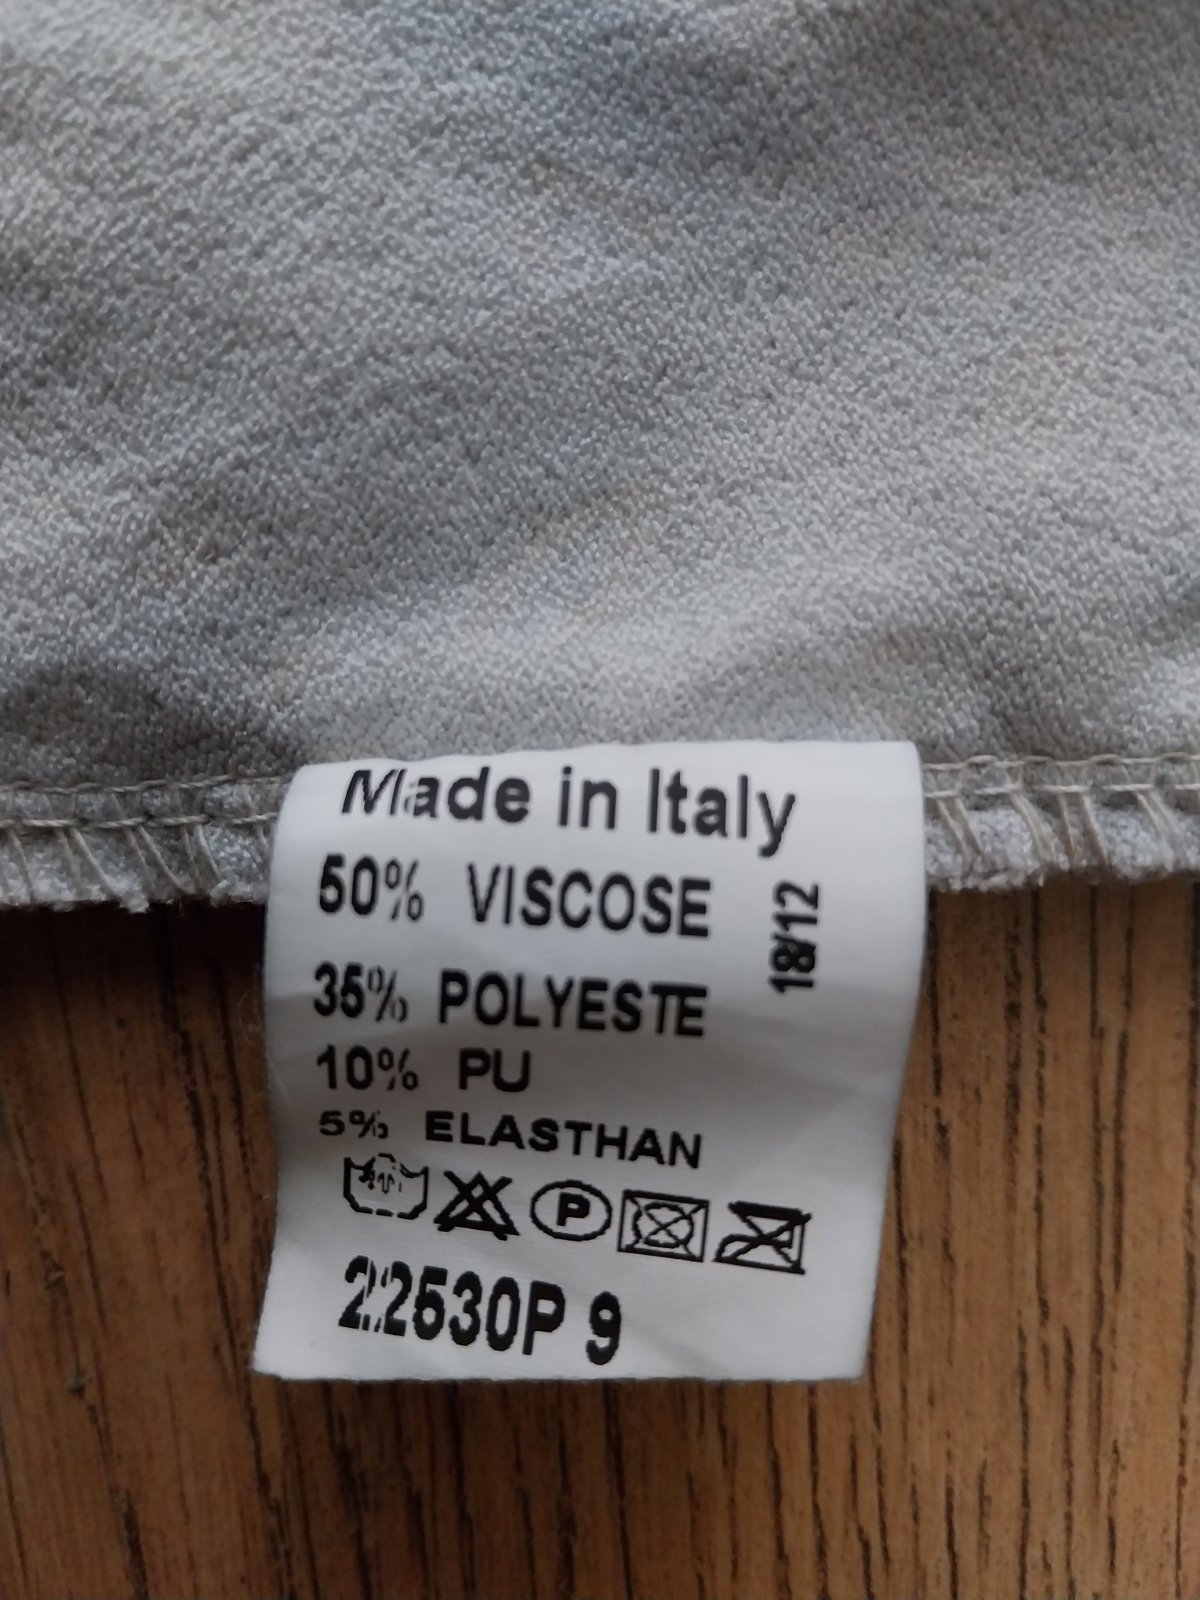 Made in Italy
50% VISCOSE
35% POLYESTE
10% PU
5% ELASTHAN
18/12
P
22530P 9